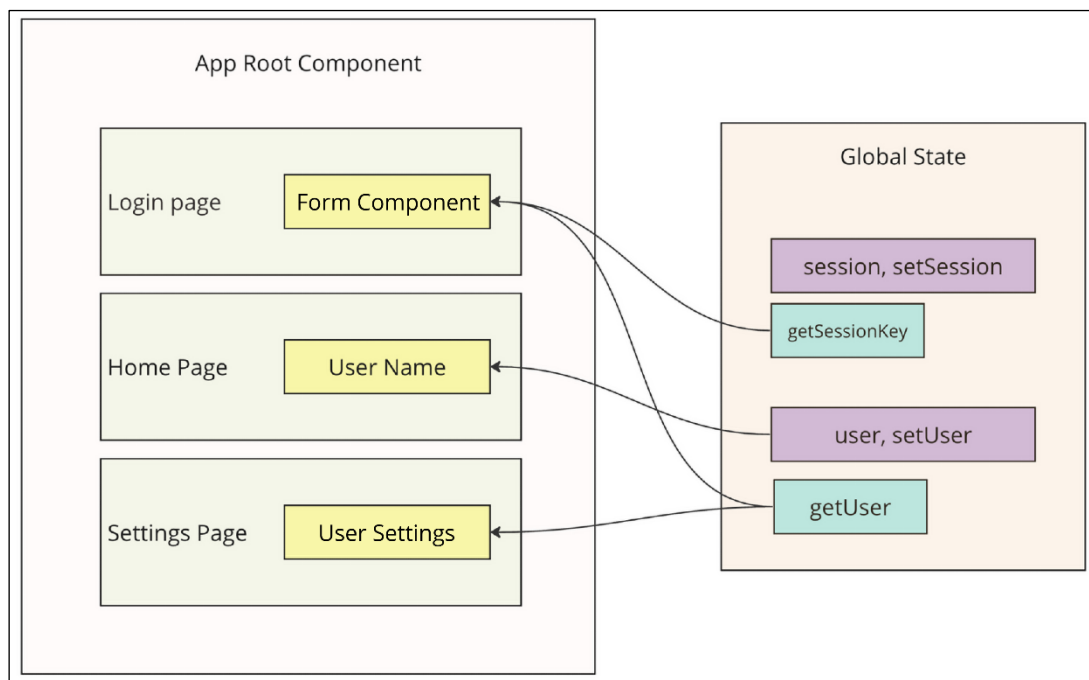 App Root Component
Login page
Form Component
Home Page
User Name
Settings Page
User Settings
Global State
session, setSession
getSessionKey
user, setUser
getUser